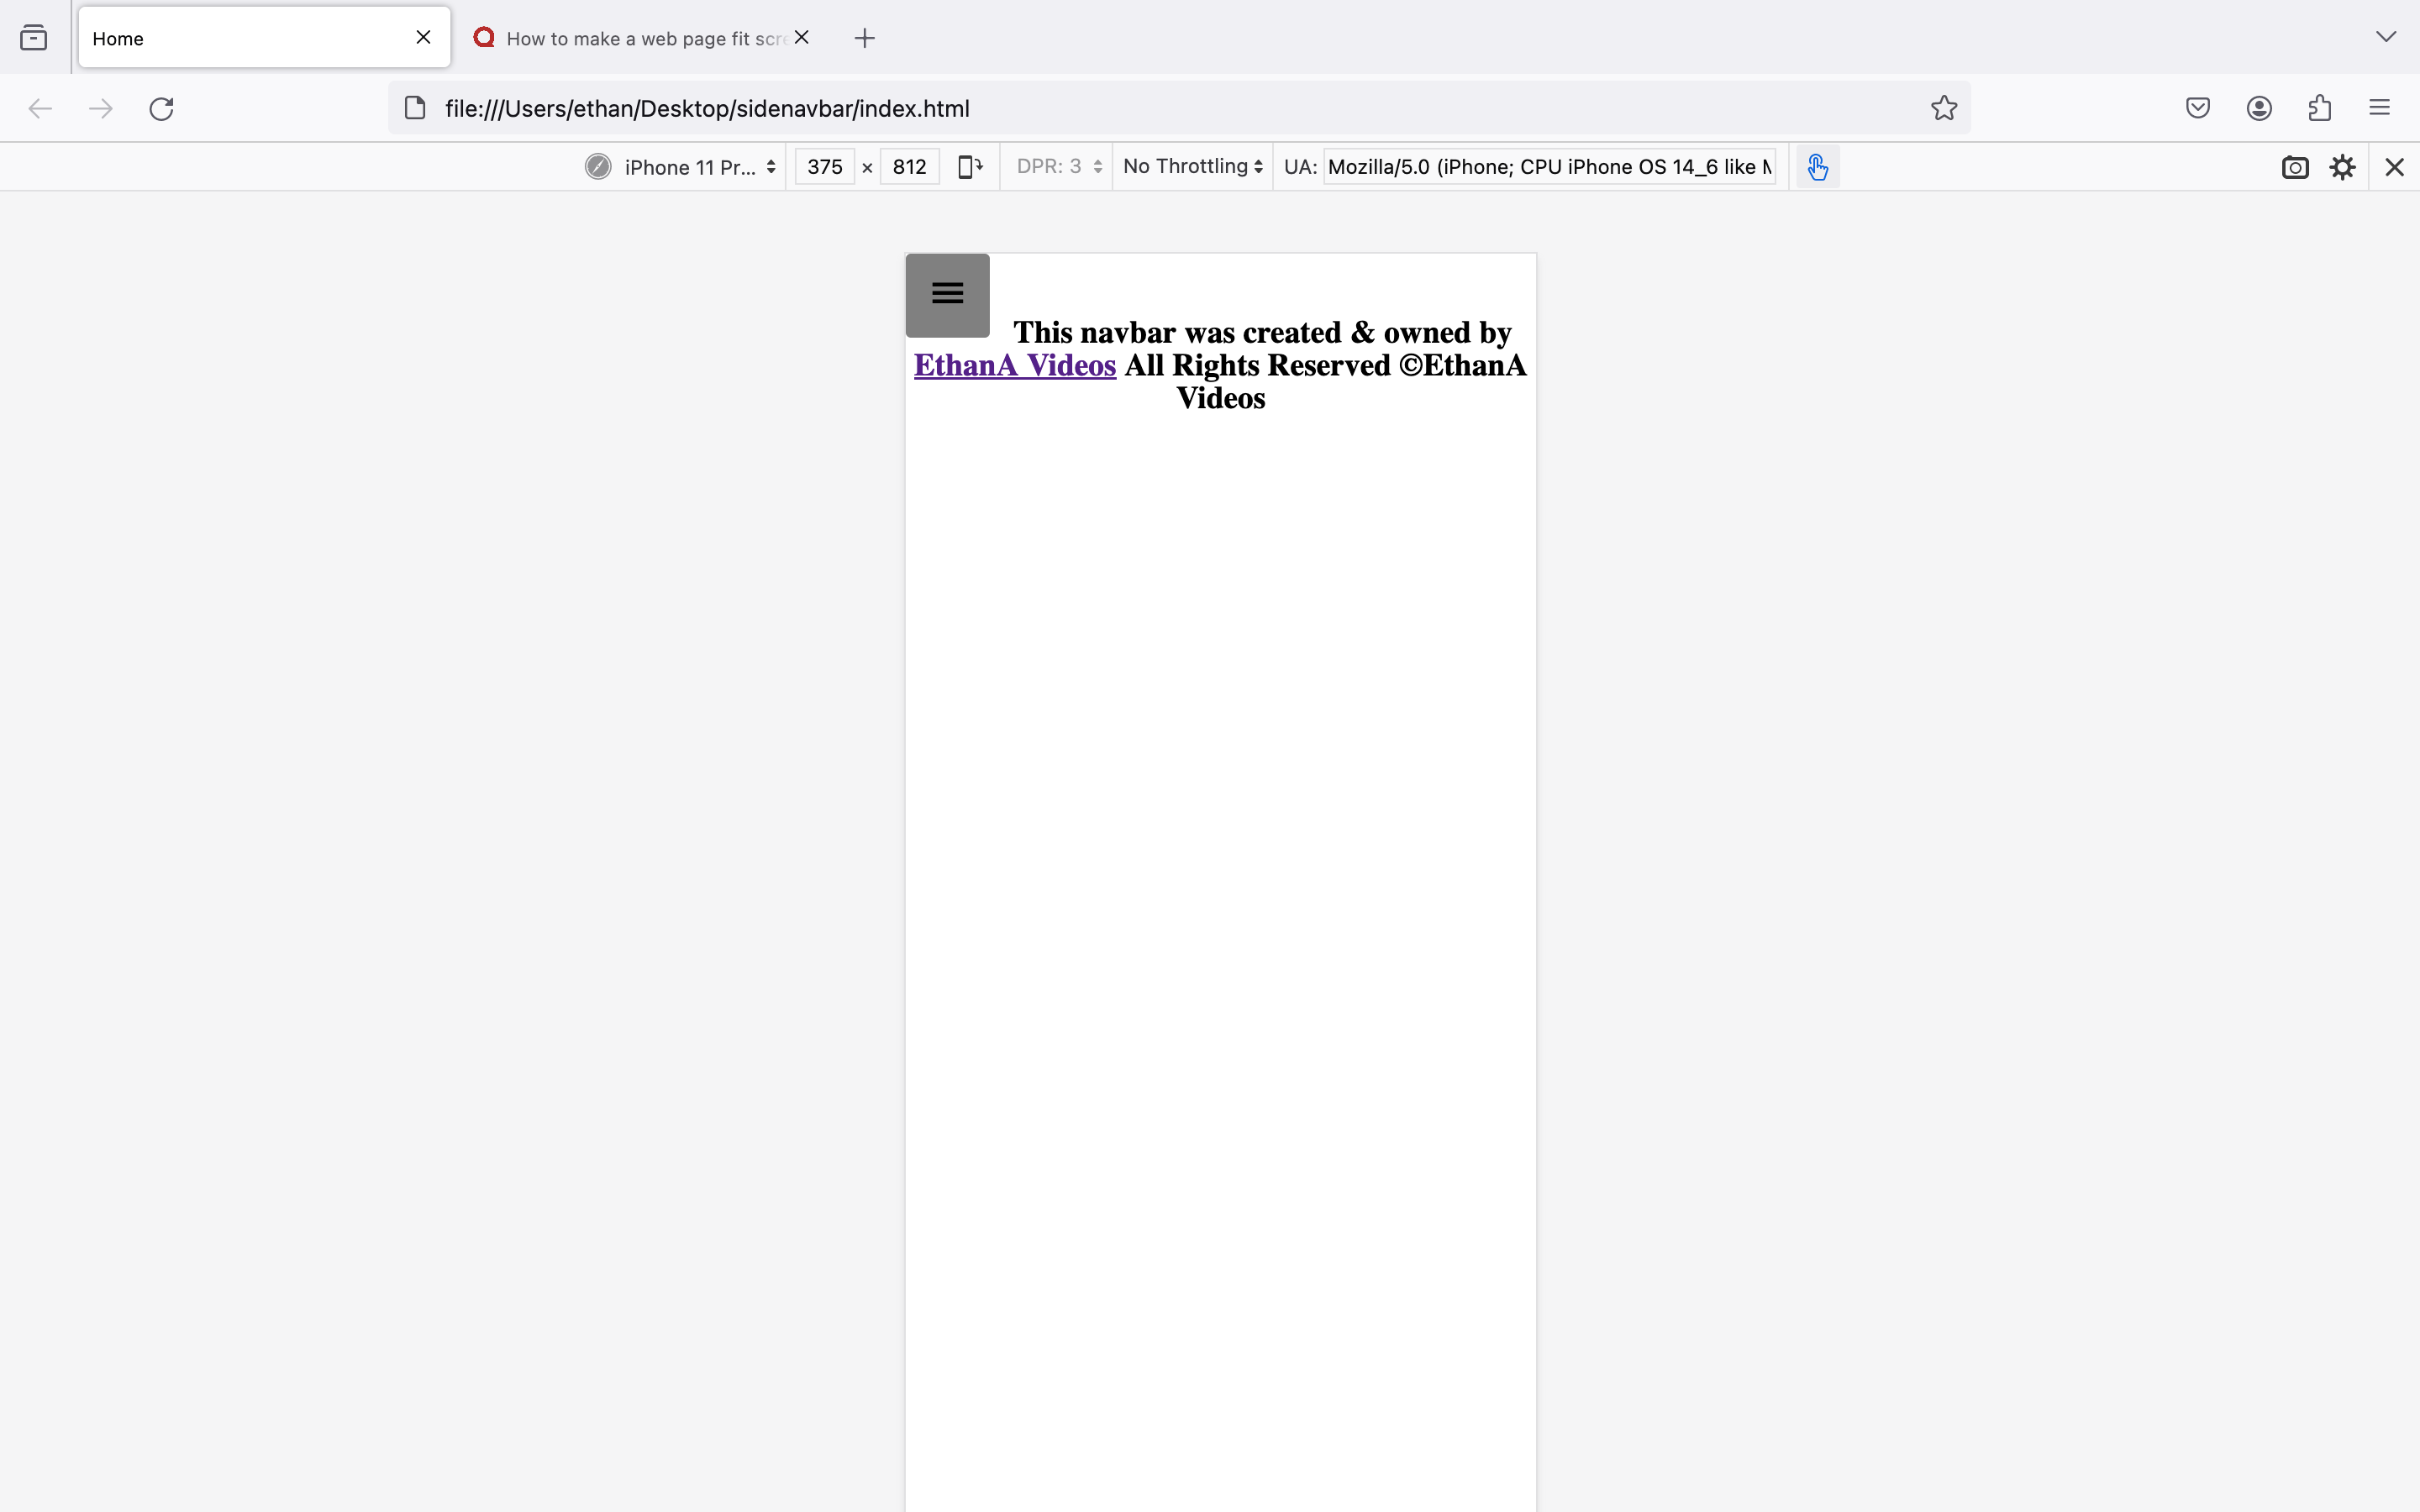 Home
How to make a web page fit scre
file:///Users/ethan/Desktop/sidenavbar/index.html
iPhone 11 Pr... 375 × 812 DPR: 3 No Throttling UA: Mozilla/5.0 (iPhone; CPU iPhone OS 14_6 like M
This navbar was created & owned by
EthanA Videos All Rights Reserved ©EthanA
Videos